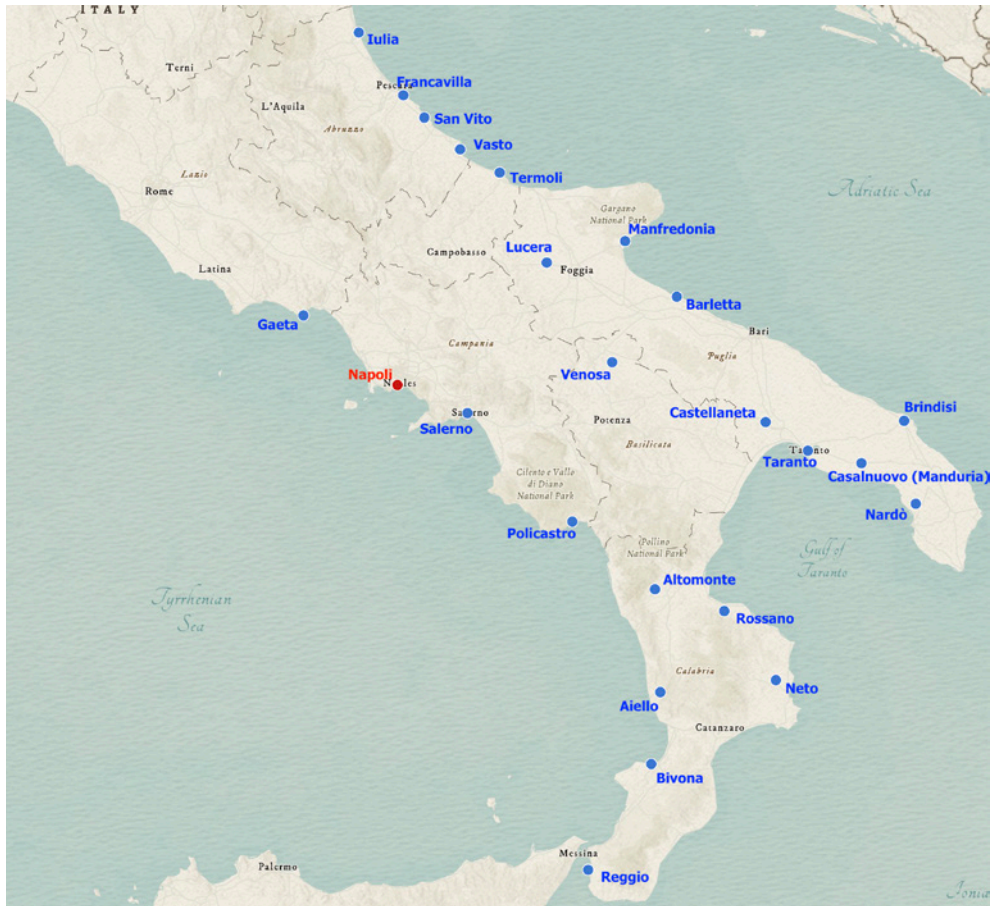 ITALY
Iulia
Terni
Pescara
Francavilla
L'Aquila
San Vito
Abruzzo
Vasto
Lazio
Termoli
Rome
Adriatic Sea
Gargano
National Park
Manfredonia
Lucera
Campobasso
Latina
Foggia
Barletta
Gaeta
Bari
Campania
Puglia
Venosa
Napoli
Naples
Brindisi
Salerno
Castellaneta
Potenza
Salerno
Basilicata
Taranto
Taranto
Cilento e Vallo
di Diano
National Park
Casalnuovo (Manduria)
Nardò
Policastro
Pollino
National Park
Gulf of
Taranto
Altomonte
Tyrrhenian
Sea
Rossano
Calabria
Neto
Aiello
Catanzaro
Bivona
Messina
Palermo
Reggio
Ionia